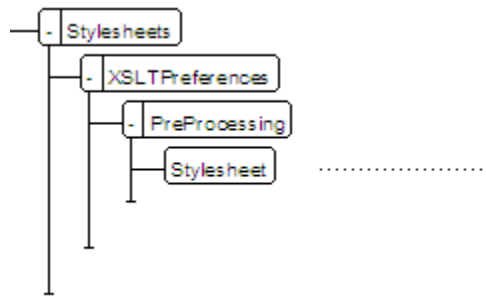 - Stylesheets
- XSLTPreferences
- PreProcessing
Stylesheet